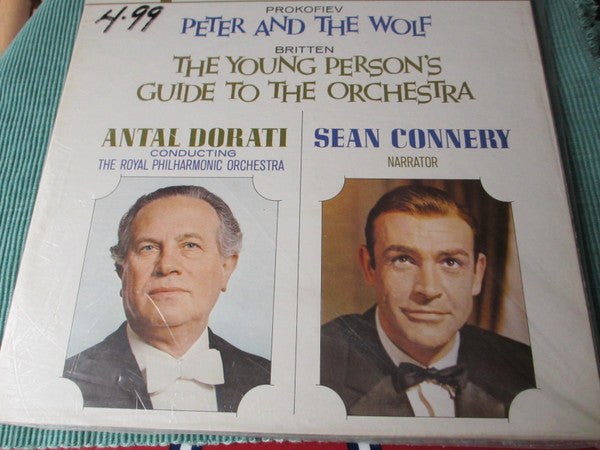 4.99
PROKOFIEV
PETER AND THE WOLF
BRITTEN
THE YOUNG PERSON'S
GUIDE TO THE ORCHESTRA
ANTAL DORATI
CONDUCTING
THE ROYAL PHILHARMONIC ORCHESTRA
SEAN CONNERY
NARRATOR